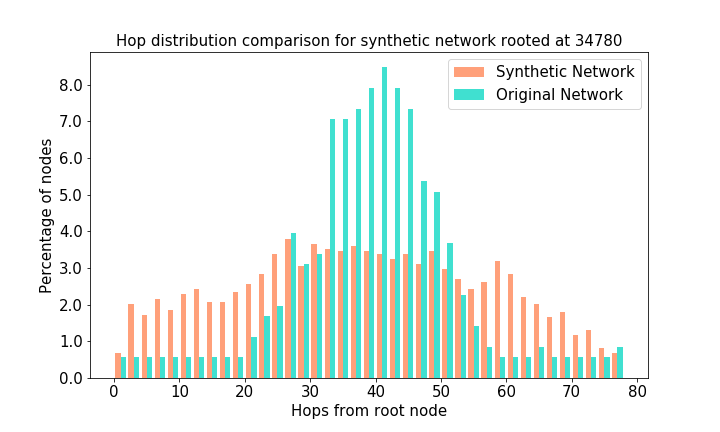 Hop distribution comparison for synthetic network rooted at 34780
Synthetic Network
Original Network
Percentage of nodes
8.0
7.0
6.0
5.0
4.0
3.0
2.0
1.0
0.0
0 10 20 30 40 50 60 70 80
Hops from root node